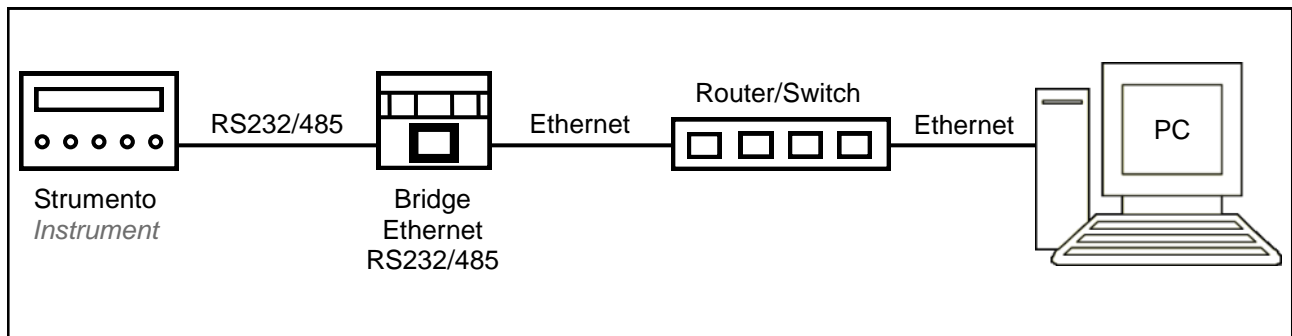 RS232/485
Ethernet
Router/Switch
Ethernet
PC
Strumento
Instrument
Bridge
Ethernet
RS232/485